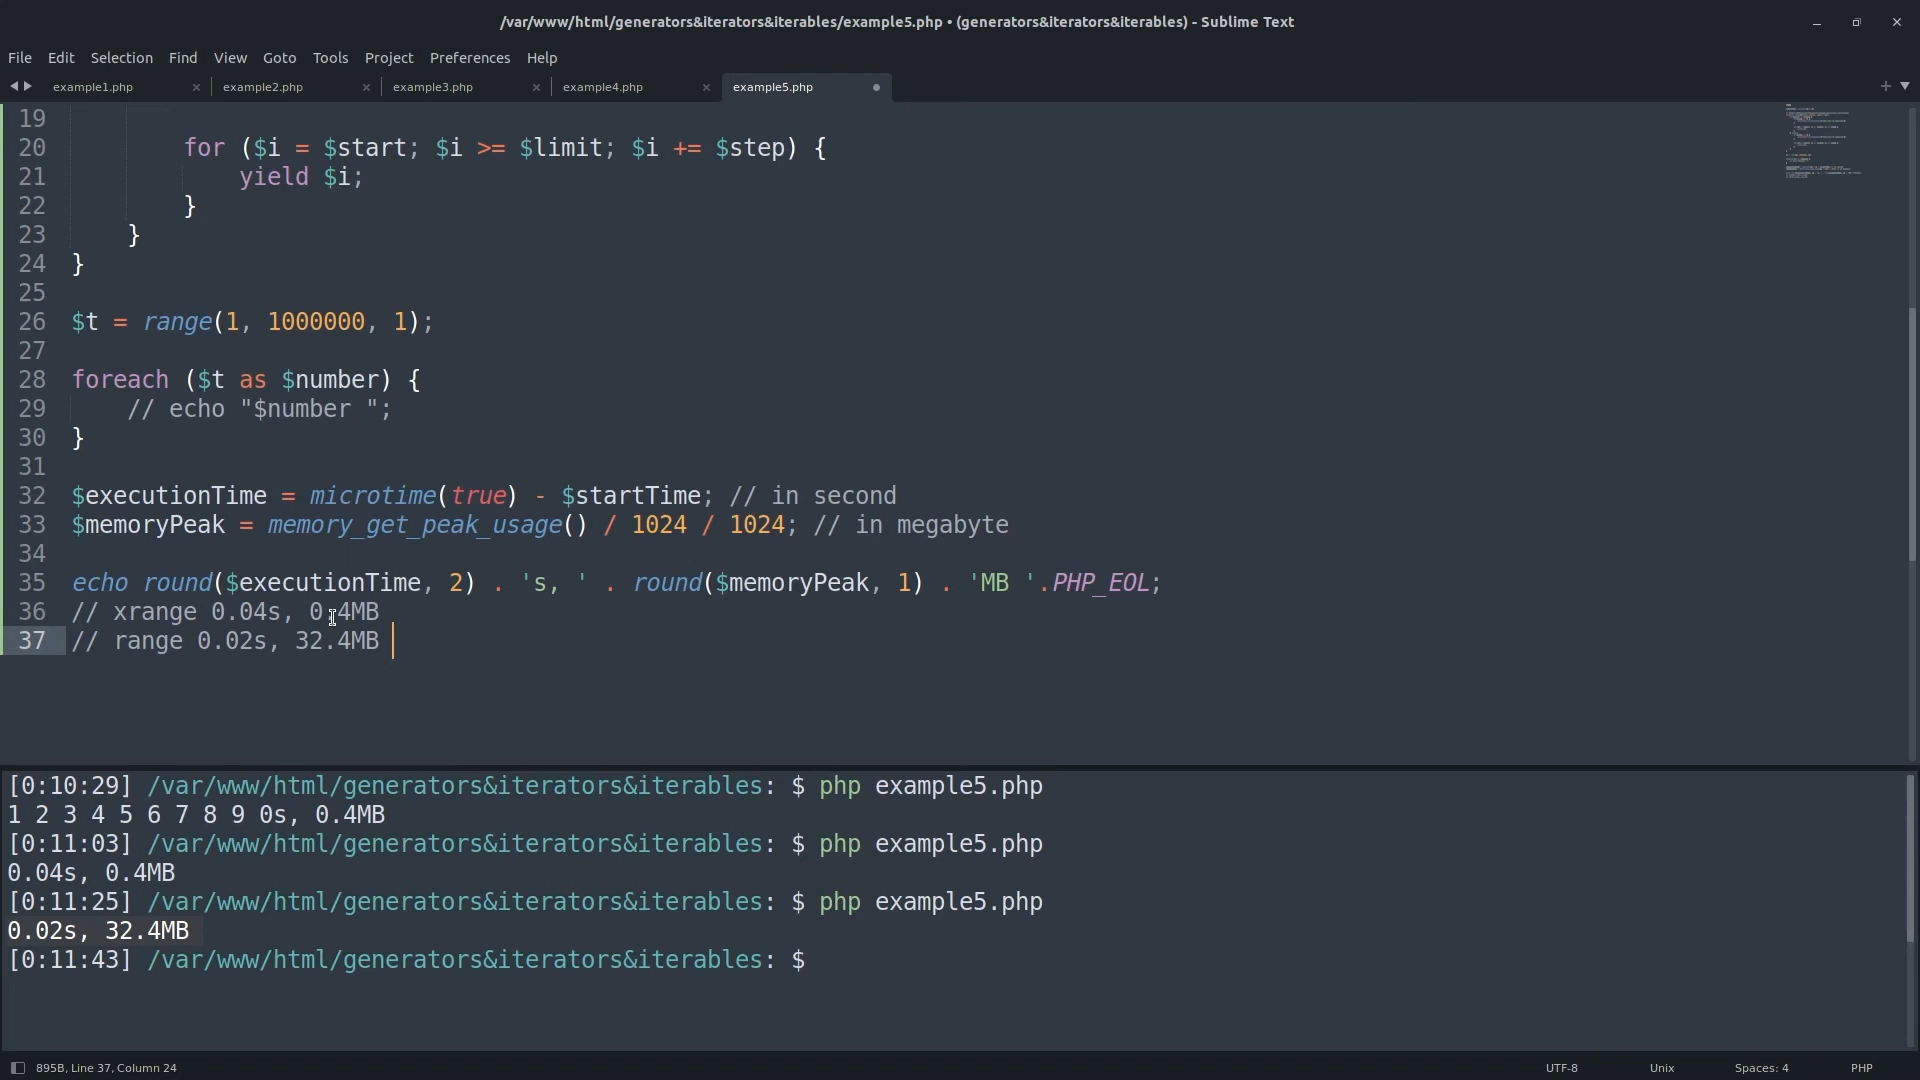 /var/www/html/generators&iterators&iterables/example5.php • (generators&iterators&iterables) - Sublime Text
File Edit Selection Find View Goto Tools Project Preferences Help
example1.php example2.php example3.php example4.php example5.php
19
20 for ($i = $start; $i >= $limit; $i += $step) {
21 yield $i;
22 }
23 }
24 }
25
26 $t = range(1, 1000000, 1);
27
28 foreach ($t as $number) {
29 // echo "$number ";
30 }
31
32 $executionTime = microtime(true) - $startTime; // in second
33 $memoryPeak = memory_get_peak_usage() / 1024 / 1024; // in megabyte
34
35 echo round($executionTime, 2) . 's, ' . round($memoryPeak, 1) . 'MB '.PHP_EOL;
36 // xrange 0.04s, 0.4MB
37 // range 0.02s, 32.4MB
[0:10:29] /var/www/html/generators&iterators&iterables: $ php example5.php
1 2 3 4 5 6 7 8 9 0s, 0.4MB
[0:11:03] /var/www/html/generators&iterators&iterables: $ php example5.php
0.04s, 0.4MB
[0:11:25] /var/www/html/generators&iterators&iterables: $ php example5.php
0.02s, 32.4MB
[0:11:43] /var/www/html/generators&iterators&iterables: $
895B, Line 37, Column 24 UTF-8 Unix Spaces: 4 PHP